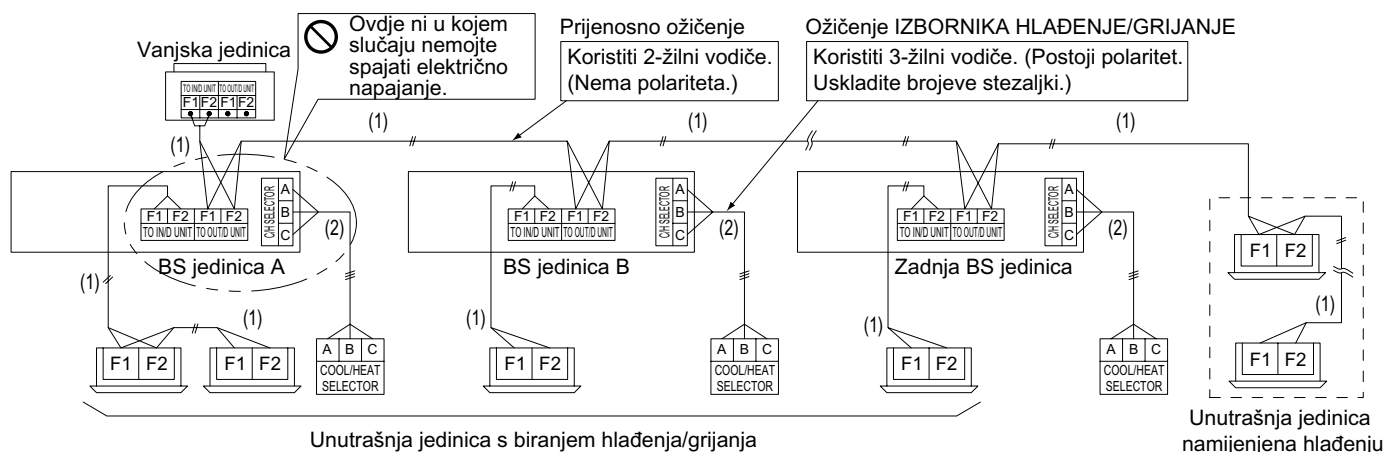 Vanjska jedinica
Ovdje ni u kojem
slučaju nemojte
spajati električno
napajanje.
Prijenosno ožičenje
Koristiti 2-žilni vodiče.
(Nema polariteta.)
Ožičenje IZBORNIKA HLAĐENJE/GRIJANJE
Koristiti 3-žilni vodiče. (Postoji polaritet.
Uskladite brojeve stezaljki.)
TO IN/D UNIT TO OUT/D UNIT
F1 F2 F1 F2
(1)
(1)
(1)
(1)
F1 F2 F1 F2
TO IN/D UNIT TO OUT/D UNIT
C/H SELECTOR
A
B
C
(2)
BS jedinica A
F1 F2 F1 F2
TO IN/D UNIT TO OUT/D UNIT
C/H SELECTOR
A
B
C
(2)
BS jedinica B
F1 F2 F1 F2
TO IN/D UNIT TO OUT/D UNIT
C/H SELECTOR
A
B
C
(2)
Zadnja BS jedinica
(1)
(1)
(1)
(1)
(1)
F1 F2
F1 F2
F1 F2
A B C
COOL/HEAT
SELECTOR
F1 F2
A B C
COOL/HEAT
SELECTOR
F1 F2
A B C
COOL/HEAT
SELECTOR
F1 F2
Unutrašnja jedinica s biranjem hlađenja/grijanja
Unutrašnja jedinica
namijenjena hlađenju